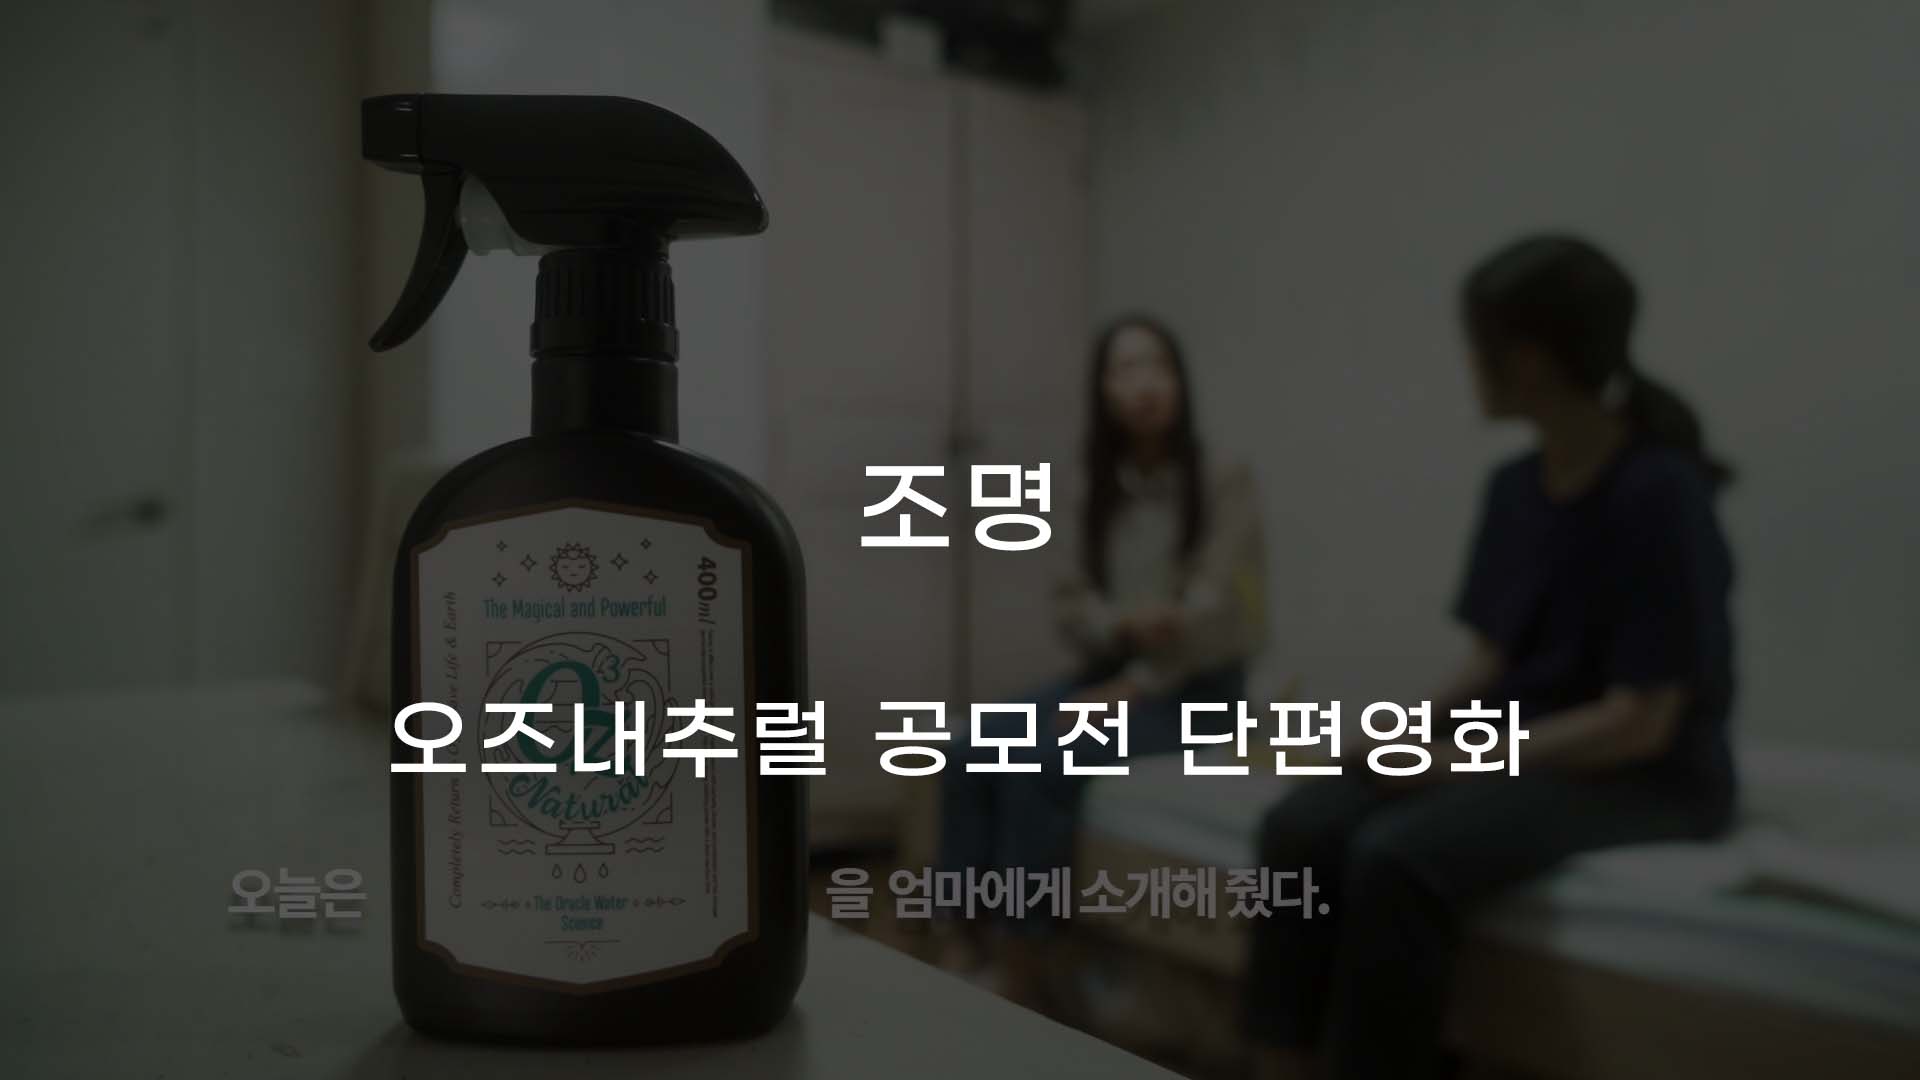 조명
오즈내추럴 공모전 단편영화
오늘은 을 엄마에게 소개해 줬다.
The Magical and Powerful
400ml
O³
Natural
The Oracle Water
Science